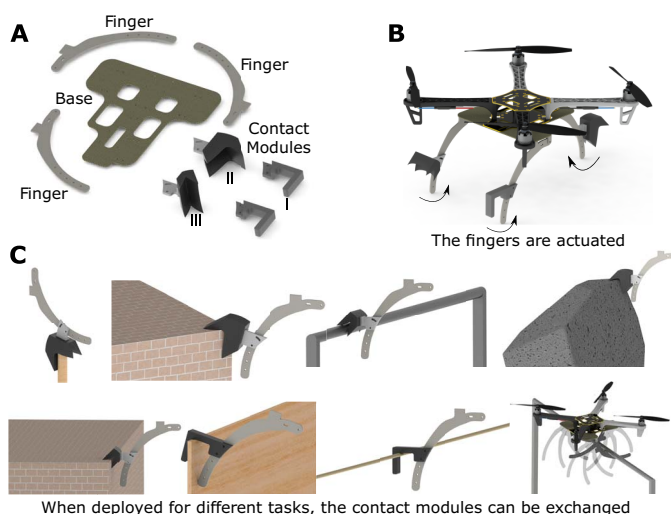 A
Finger
Finger
Base
Contact
Modules
Finger
I
II
III
B
The fingers are actuated
C
When deployed for different tasks, the contact modules can be exchanged